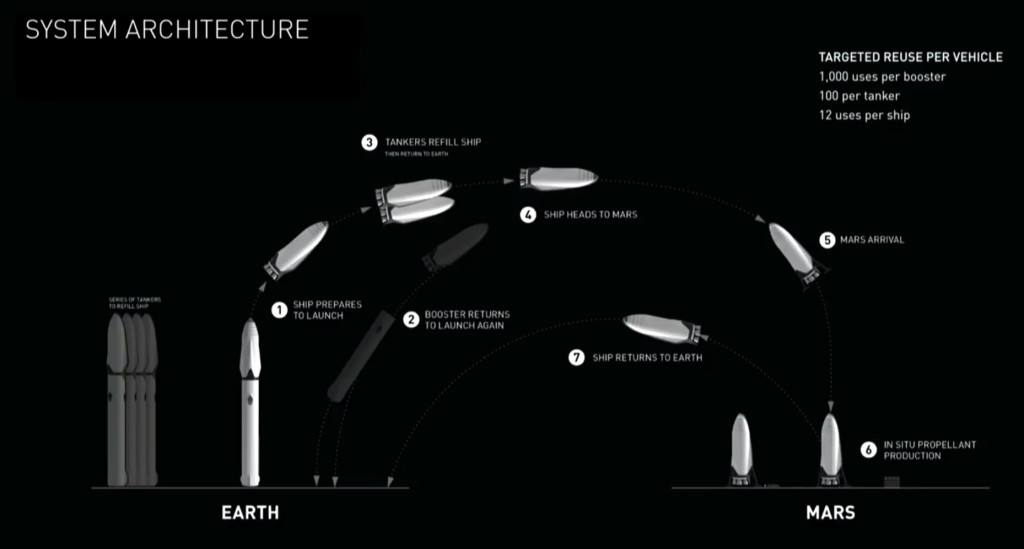 SYSTEM ARCHITECTURE
TARGETED REUSE PER VEHICLE
1,000 uses per booster
100 per tanker
12 uses per ship
3 TANKERS REFILL SHIP
THEN RETURN TO EARTH
4 SHIP HEADS TO MARS
5 MARS ARRIVAL
SERIES OF TANKERS
TO REFILL SHIP
1 SHIP PREPARES
TO LAUNCH
2 BOOSTER RETURNS
TO LAUNCH AGAIN
7 SHIP RETURNS TO EARTH
6 IN SITU PROPELLANT
PRODUCTION
EARTH
MARS